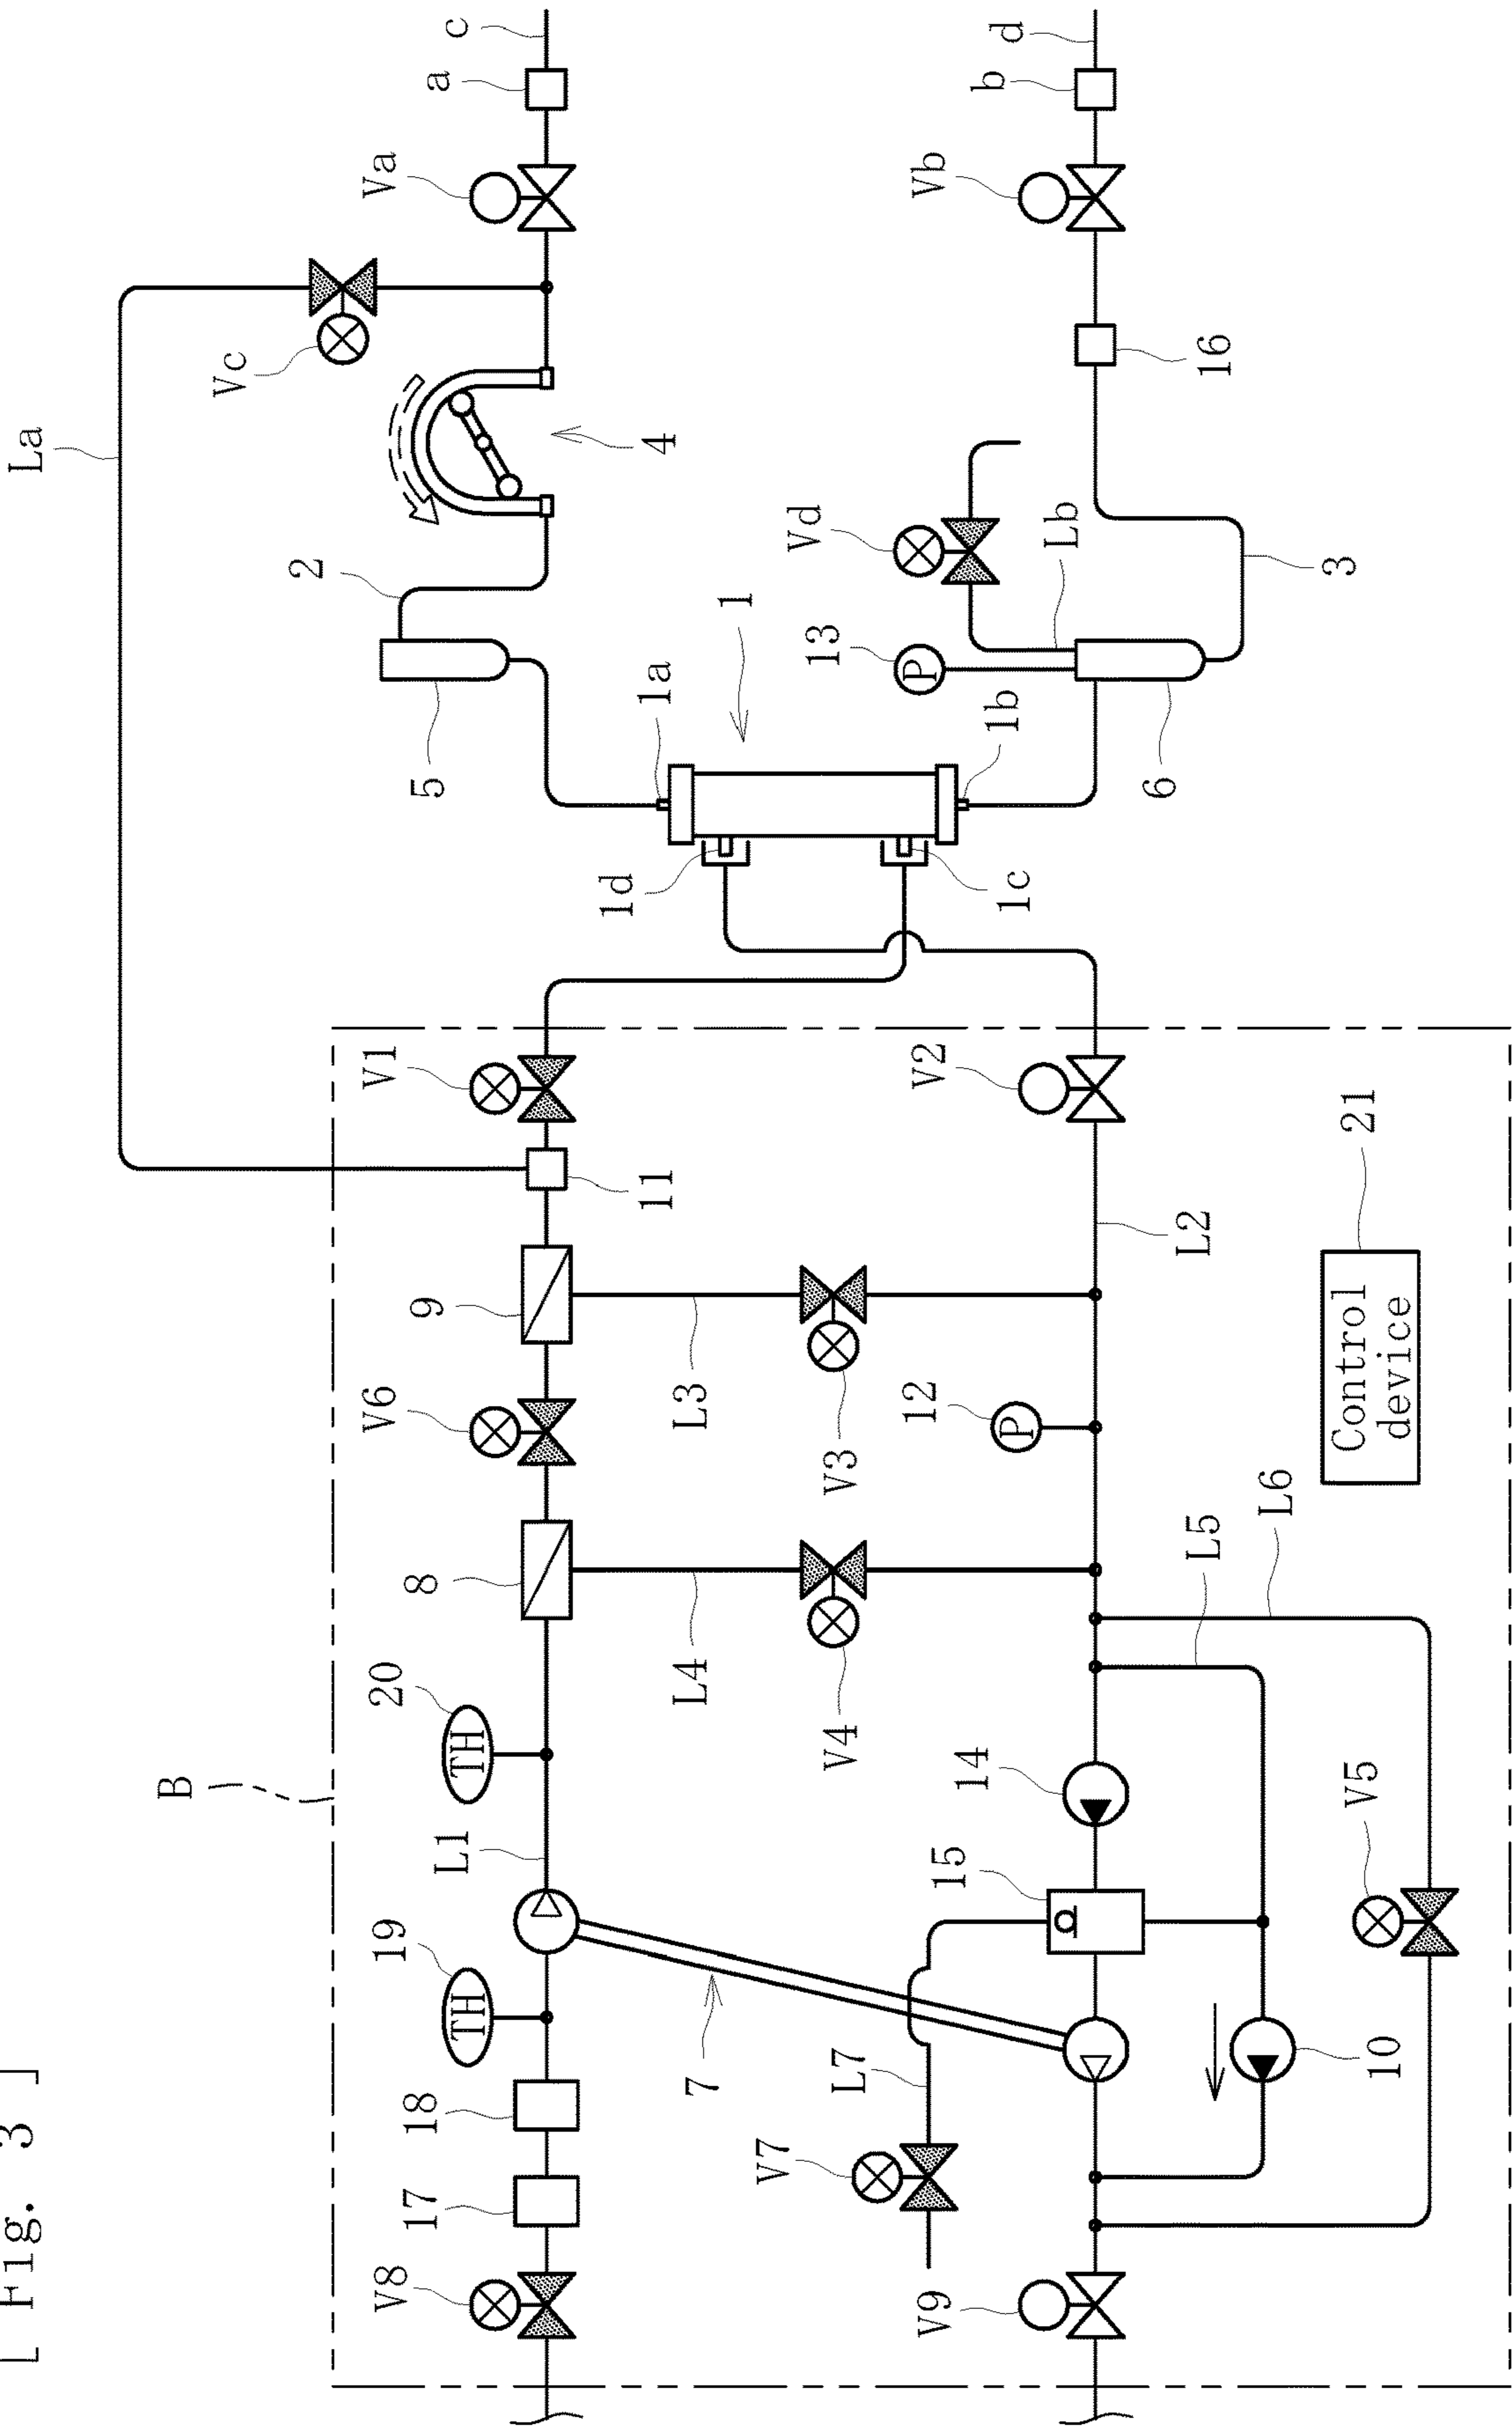 [ Fig. 3 ]
La
B
Vc
2
V8
19
20
V6
V1
Va
17
18
L1
8
9
5
a
c
TH
TH
1d
11
1a
4
L4
L3
7
1
V7
Vd
13
V4
V3
L7
P
12
V9
V2
Vb
15
14
b
1b
d
1c
P
Lb
6
L2
L5
16
L6
3
V5
21
Control
device
10